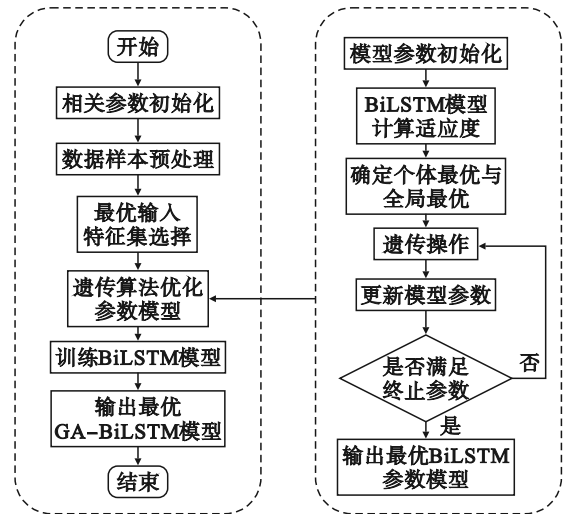 开始
相关参数初始化
数据样本预处理
最优输入
特征集选择
遗传算法优化
参数模型
训练BiLSTM模型
输出最优
GA-BiLSTM模型
结束
模型参数初始化
BiLSTM模型
计算适应度
确定个体最优与
全局最优
遗传操作
更新模型参数
是否满足
终止参数
否
是
输出最优BiLSTM
参数模型